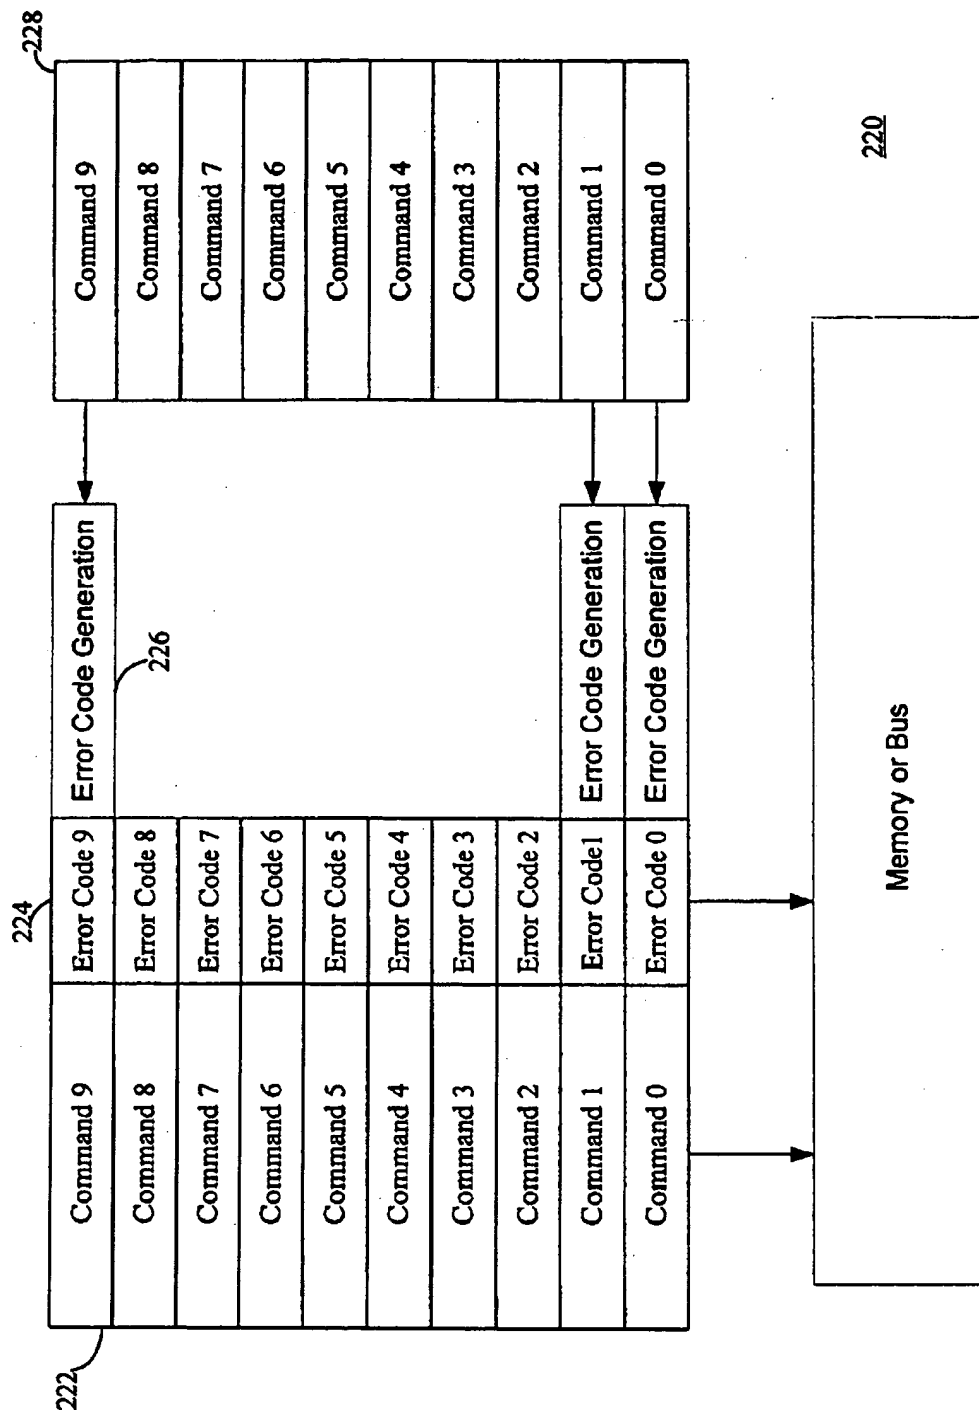 222
224
228
Command 9
Error Code 9
Error Code Generation
Command 9
Command 8
Error Code 8
226
Command 8
Command 7
Error Code 7
Command 7
Command 6
Error Code 6
Command 6
Command 5
Error Code 5
Command 5
Command 4
Error Code 4
Command 4
Command 3
Error Code 3
Command 3
Command 2
Error Code 2
Command 2
Command 1
Error Code1
Error Code Generation
Command 1
Command 0
Error Code 0
Error Code Generation
Command 0
Memory or Bus
220